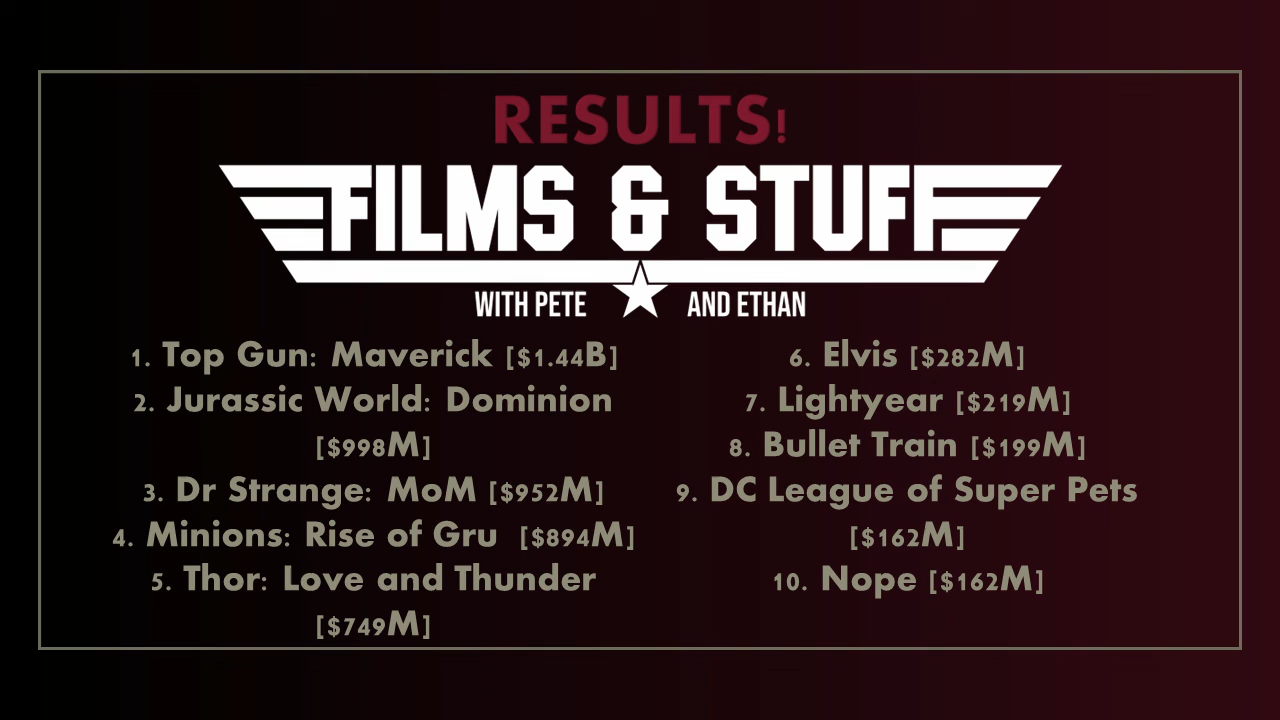 RESULTS!
FILMS & STUFF
WITH PETE AND ETHAN
1. Top Gun: Maverick [$1.44B]
2. Jurassic World: Dominion
[$998M]
3. Dr Strange: MoM [$952M]
4. Minions: Rise of Gru [$894M]
5. Thor: Love and Thunder
[$749M]
6. Elvis [$282M]
7. Lightyear [$219M]
8. Bullet Train [$199M]
9. DC League of Super Pets
[$162M]
10. Nope [$162M]